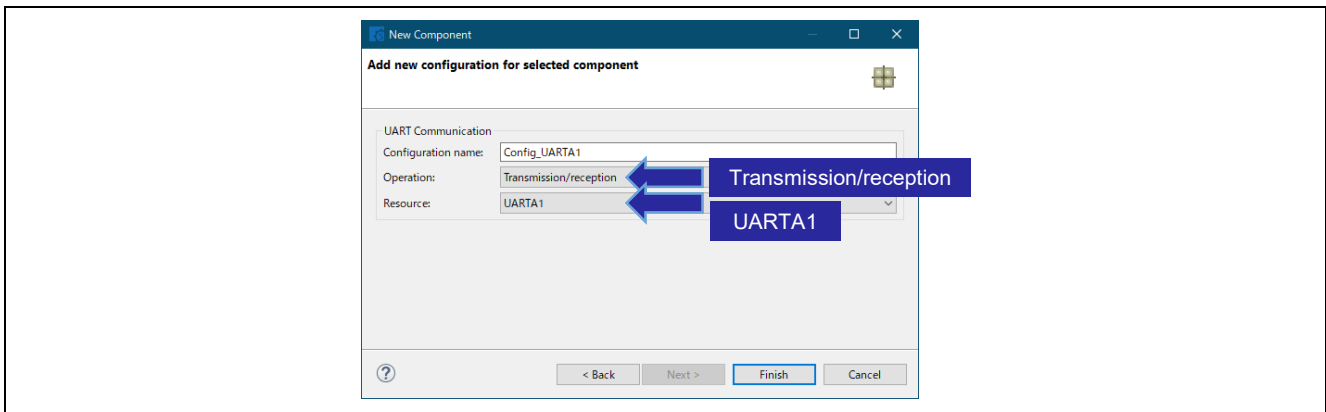 New Component
Add new configuration for selected component
UART Communication
Configuration name: Config_UARTA1
Operation: Transmission/reception
Transmission/reception
Resource: UARTA1
UARTA1
?
< Back Next > Finish Cancel